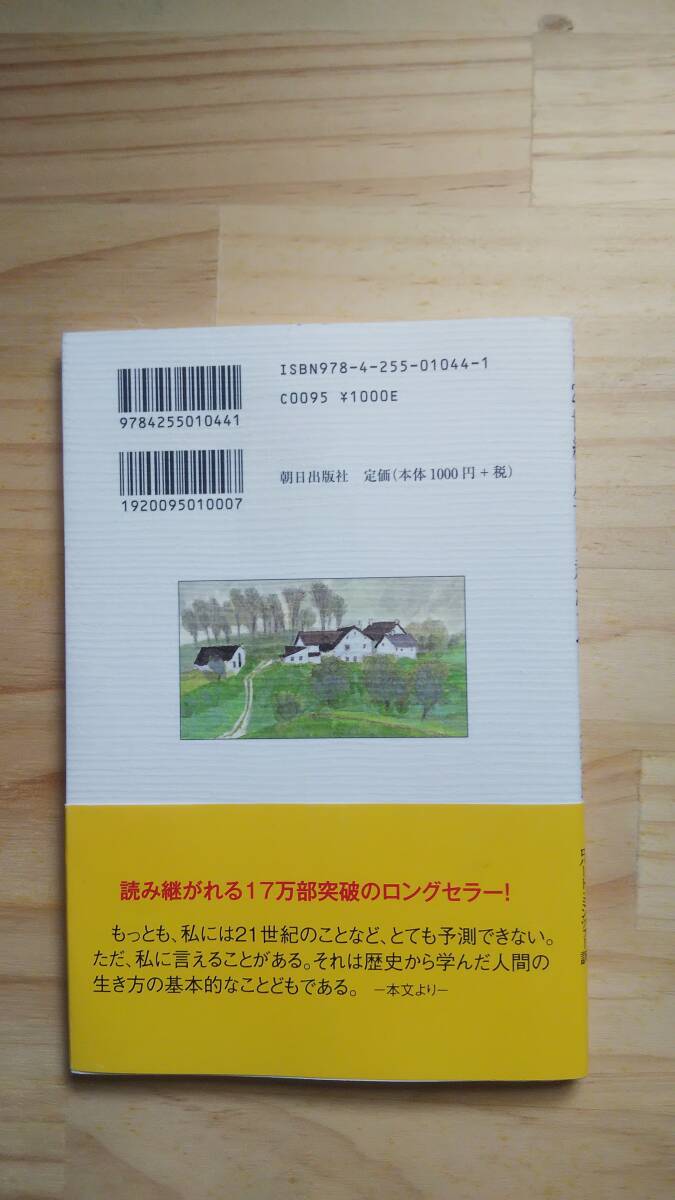 ISBN978-4-255-01044-1
C0095 ¥1000E
9784255010441
1920095010007
朝日出版社 定価(本体1000円+税)
読み継がれる17万部突破のロングセラー!
もっとも、私には21世紀のことなど、とても予測できない。
ただ、私に言えることがある。それは歴史から学んだ人間の
生き方の基本的なことどもである。 ―本文より―